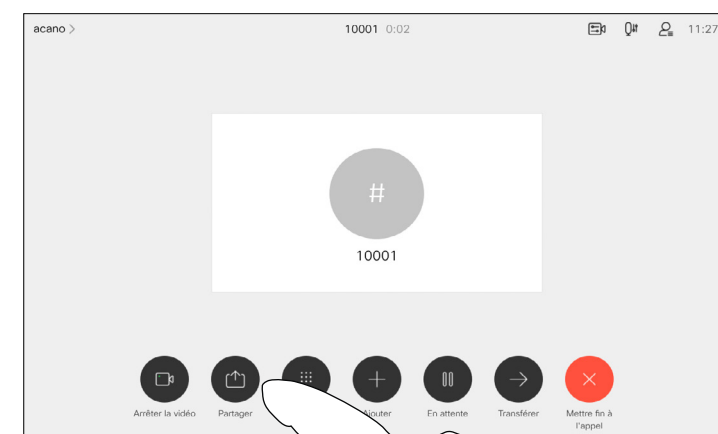 acano >
10001 0:02
11:27
#
10001
Arrêter la vidéo
Partager
Ajouter
En attente
Transférer
Mettre fin à
l'appel